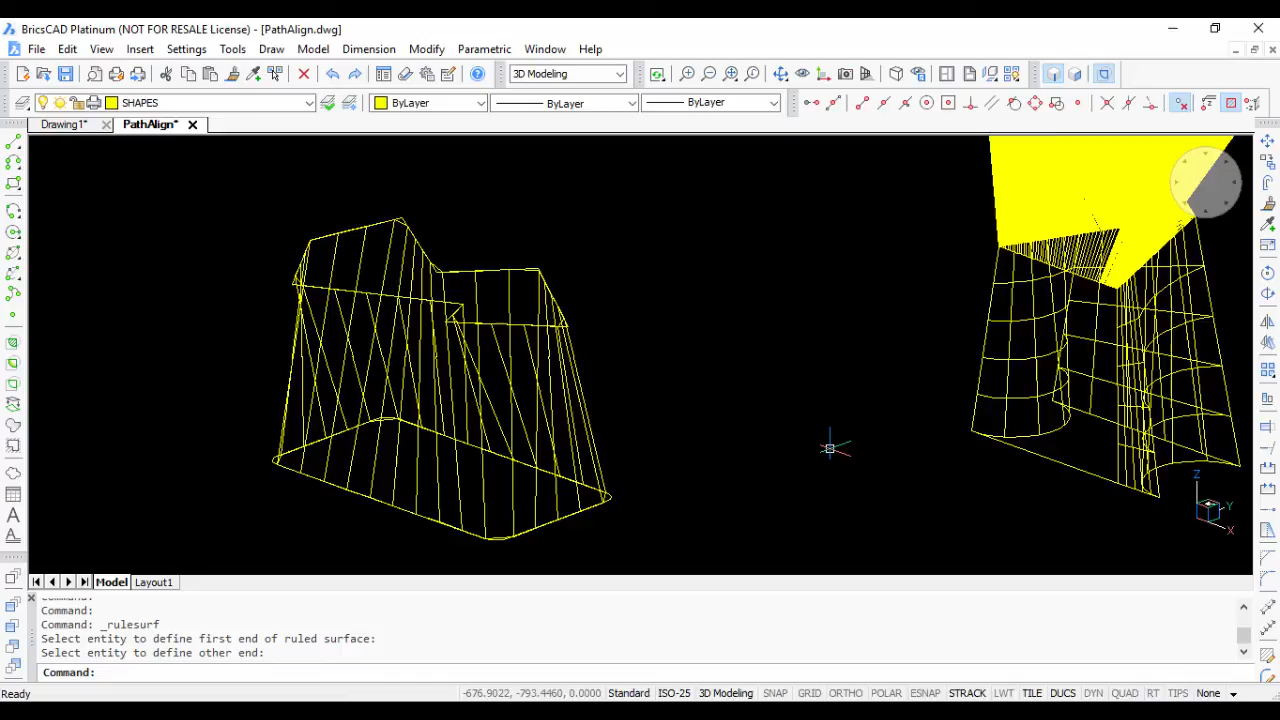 BricsCAD Platinum (NOT FOR RESALE License) - [PathAlign.dwg]
File Edit View Insert Settings Tools Draw Model Dimension Modify Parametric Window Help
3D Modeling
SHAPES ByLayer ByLayer ByLayer
Drawing1* PathAlign*
Z
Y
X
Model Layout1
Command:
Command: _rulesurf
Select entity to define first end of ruled surface:
Select entity to define other end:
Command:
Ready -676.9022, -793.4460, 0.0000 Standard ISO-25 3D Modeling SNAP GRID ORTHO POLAR ESNAP STRACK LWT TILE DUCS DYN QUAD RT TIPS None